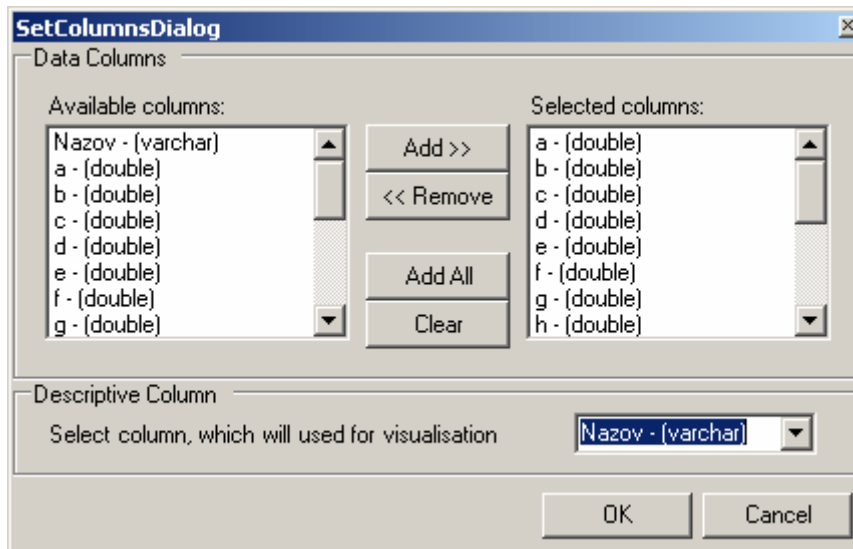 SetColumnsDialog
Data Columns
Available columns:
Nazov - (varchar)
a - (double)
b - (double)
c - (double)
d - (double)
e - (double)
f - (double)
g - (double)
Add >>
<< Remove
Add All
Clear
Selected columns:
a - (double)
b - (double)
c - (double)
d - (double)
e - (double)
f - (double)
g - (double)
h - (double)
Descriptive Column
Select column, which will used for visualisation
Nazov - (varchar)
OK
Cancel